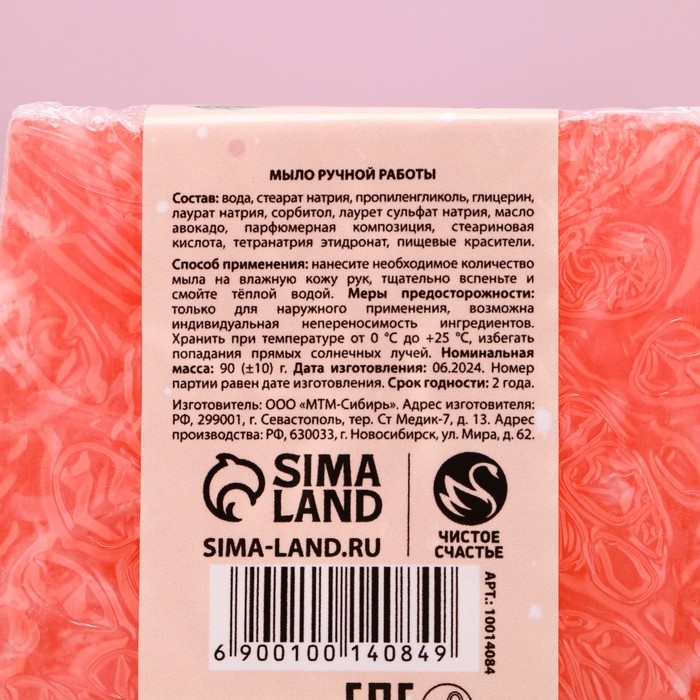 МЫЛО РУЧНОЙ РАБОТЫ
Состав: вода, стеарат натрия, пропиленгликоль, глицерин,
лаурат натрия, сорбитол, лаурет сульфат натрия, масло
авокадо, парфюмерная композиция, стеариновая
кислота, тетранатрия этидронат, пищевые красители.
Способ применения: нанесите необходимое количество
мыла на влажную кожу рук, тщательно вспеньте и
смойте тёплой водой. Меры предосторожности:
только для наружного применения, возможна
индивидуальная непереносимость ингредиентов.
Хранить при температуре от 0 °С до +25 °С, избегать
попадания прямых солнечных лучей. Номинальная
масса: 90 (±10) г. Дата изготовления: 06.2024. Номер
партии равен дате изготовления. Срок годности: 2 года.
Изготовитель: ООО «МТМ-Сибирь». Адрес изготовителя:
РФ, 299001, г. Севастополь, тер. Ст Медик-7, д. 13. Адрес
производства: РФ, 630033, г. Новосибирск, ул. Мира, д. 62.
SIMA
LAND
SIMA-LAND.RU
ЧИСТОЕ
СЧАСТЬЕ
6 900100 140849
АРТ.: 10014084